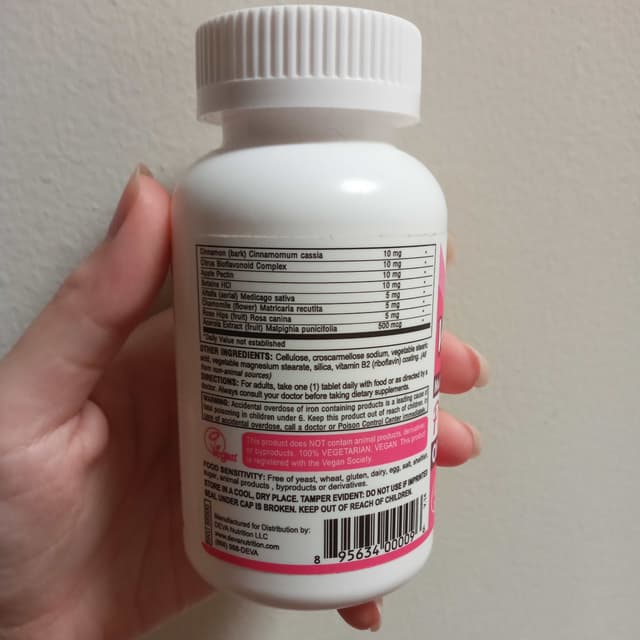 Cinnamon (bark) Cinnamomum cassia 10 mg *
Citrus Bioflavonoid Complex 10 mg *
Apple Pectin 10 mg *
Betaine HCl 10 mg *
Alfalfa (aerial) Medicago sativa 5 mg *
Chamomile (flower) Matricaria recutita 5 mg *
Rose Hips (fruit) Rosa canina 5 mg *
Acerola Extract (fruit) Malpighia punicifolia 500 mcg *
*Daily Value not established
OTHER INGREDIENTS: Cellulose, croscarmellose sodium, vegetable stearic
acid, vegetable magnesium stearate, silica, vitamin B2 (riboflavin) coating. (All
from non-animal sources)
DIRECTIONS: For adults, take one (1) tablet daily with food or as directed by a
doctor. Always consult your doctor before taking dietary supplements.
WARNING: Accidental overdose of iron containing products is a leading cause of
fatal poisoning in children under 6. Keep this product out of reach of children. In
case of accidental overdose, call a doctor or Poison Control Center immediately.
Vegan
This product does NOT contain animal products, derivatives
or byproducts. 100% VEGETARIAN, VEGAN. This product
is registered with the Vegan Society.
FOOD SENSITIVITY: Free of yeast, wheat, gluten, dairy, egg, salt, shellfish,
sugar, animal products, byproducts or derivatives.
STORE IN A COOL, DRY PLACE. TAMPER EVIDENT: DO NOT USE IF IMPRINTED
SEAL UNDER CAP IS BROKEN. KEEP OUT OF REACH OF CHILDREN.
Manufactured for Distribution by:
DEVA Nutrition LLC
www.devanutrition.com
(866) 968-DEVA
8 95634 00009 6